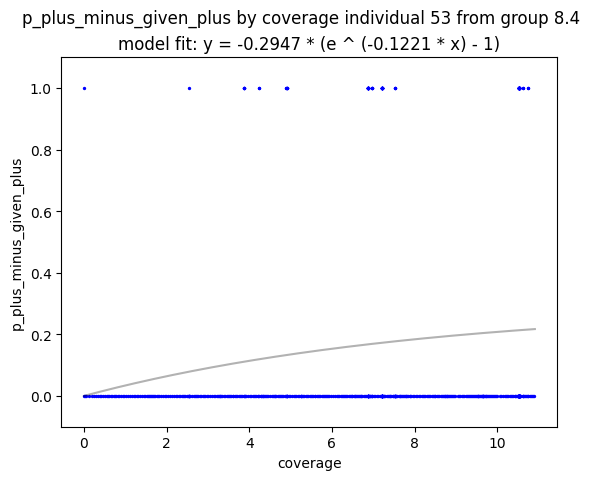 p_plus_minus_given_plus by coverage individual 53 from group 8.4
model fit: y = -0.2947 * (e ^ (-0.1221 * x) - 1)
1.0
0.8
0.6
0.4
0.2
0.0
p_plus_minus_given_plus
0 2 4 6 8 10
coverage